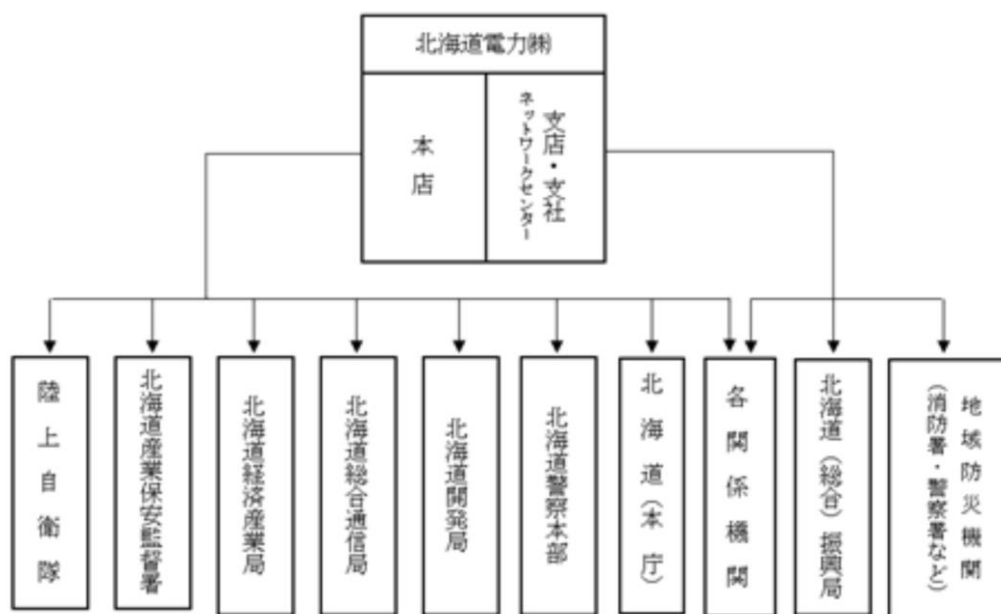 北海道電力㈱
本店
支店・支社
ネットワークセンター
陸上自衛隊
北海道産業保安監督署
北海道経済産業局
北海道総合通信局
北海道開発局
北海道警察本部
北海道(本庁)
各関係機関
北海道(総合)振興局
地域防災機関
(消防署・警察署など)